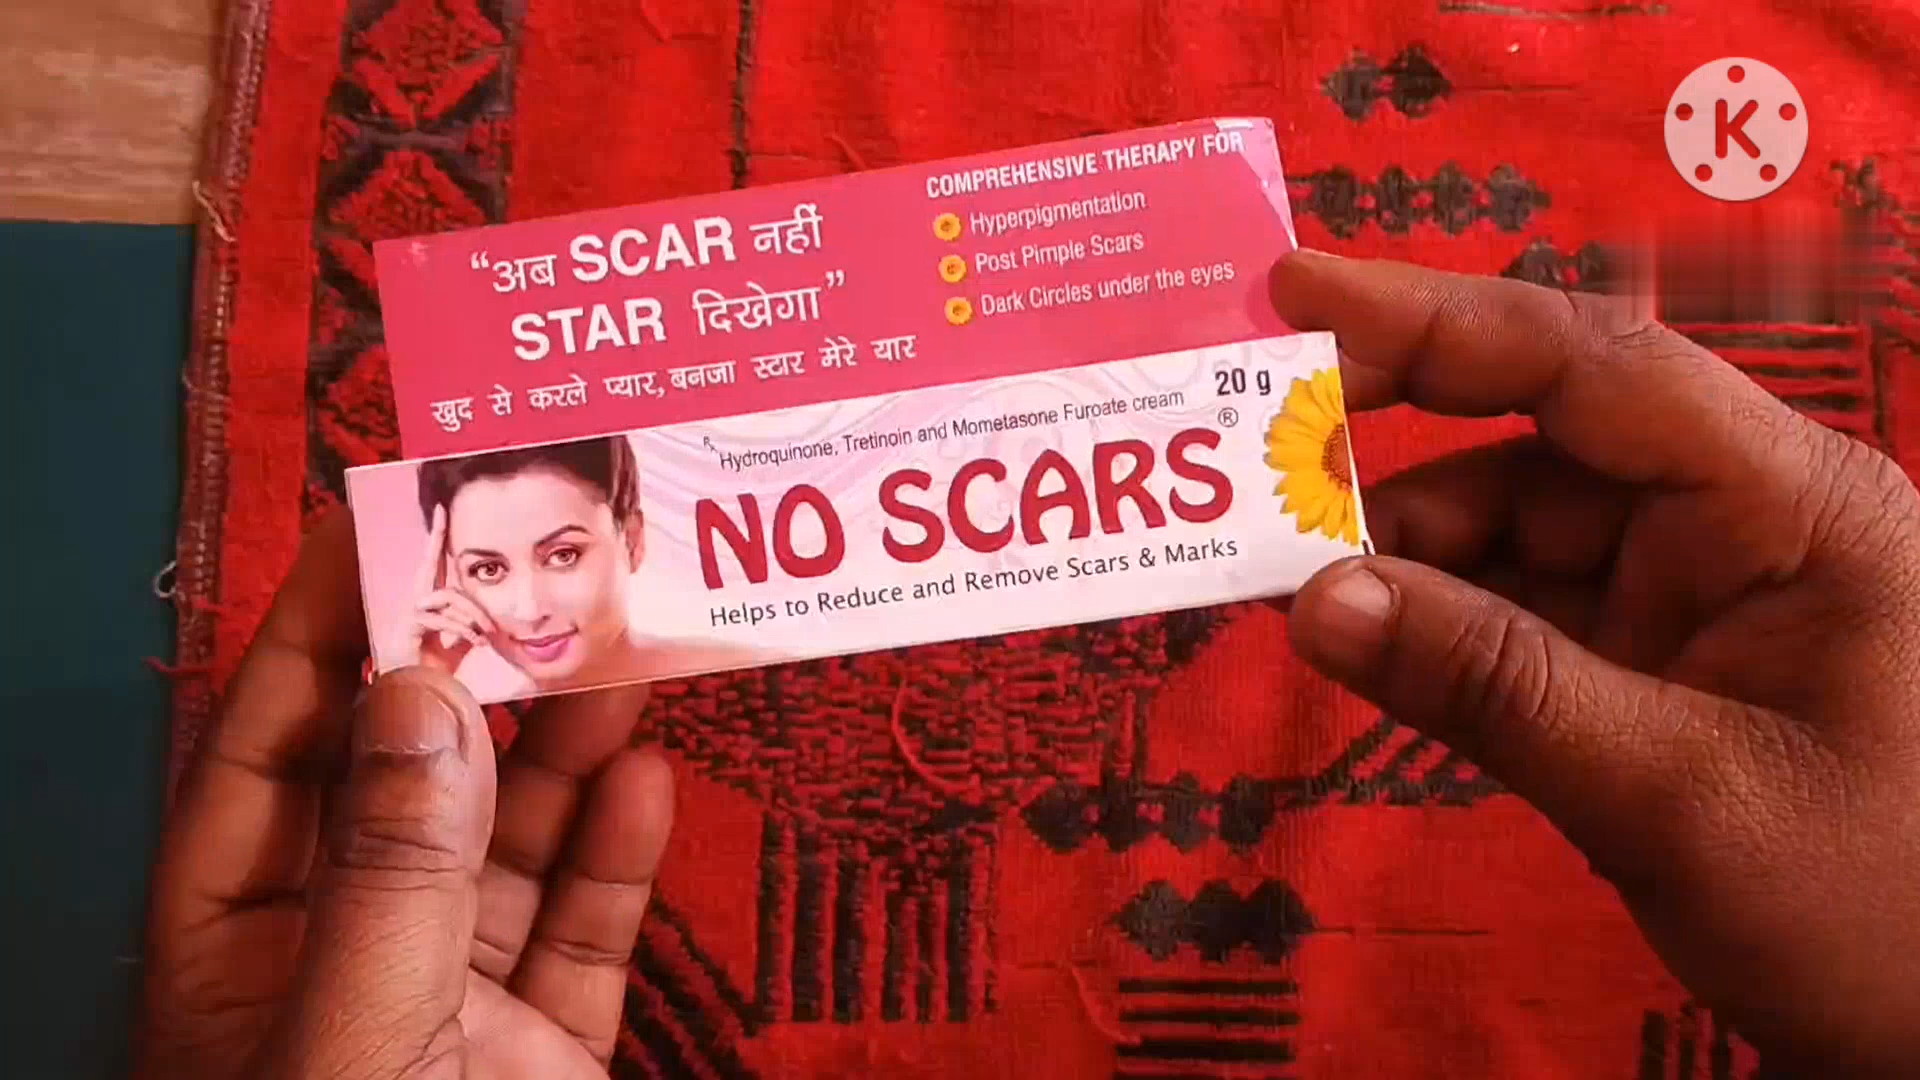 “अब SCAR नहीं
STAR दिखेगा”
खुद से करले प्यार, बनजा स्टार मेरे यार
COMPREHENSIVE THERAPY FOR
Hyperpigmentation
Post Pimple Scars
Dark Circles under the eyes
20 g
Rx Hydroquinone, Tretinoin and Mometasone Furoate cream
NO SCARS®
Helps to Reduce and Remove Scars & Marks
K